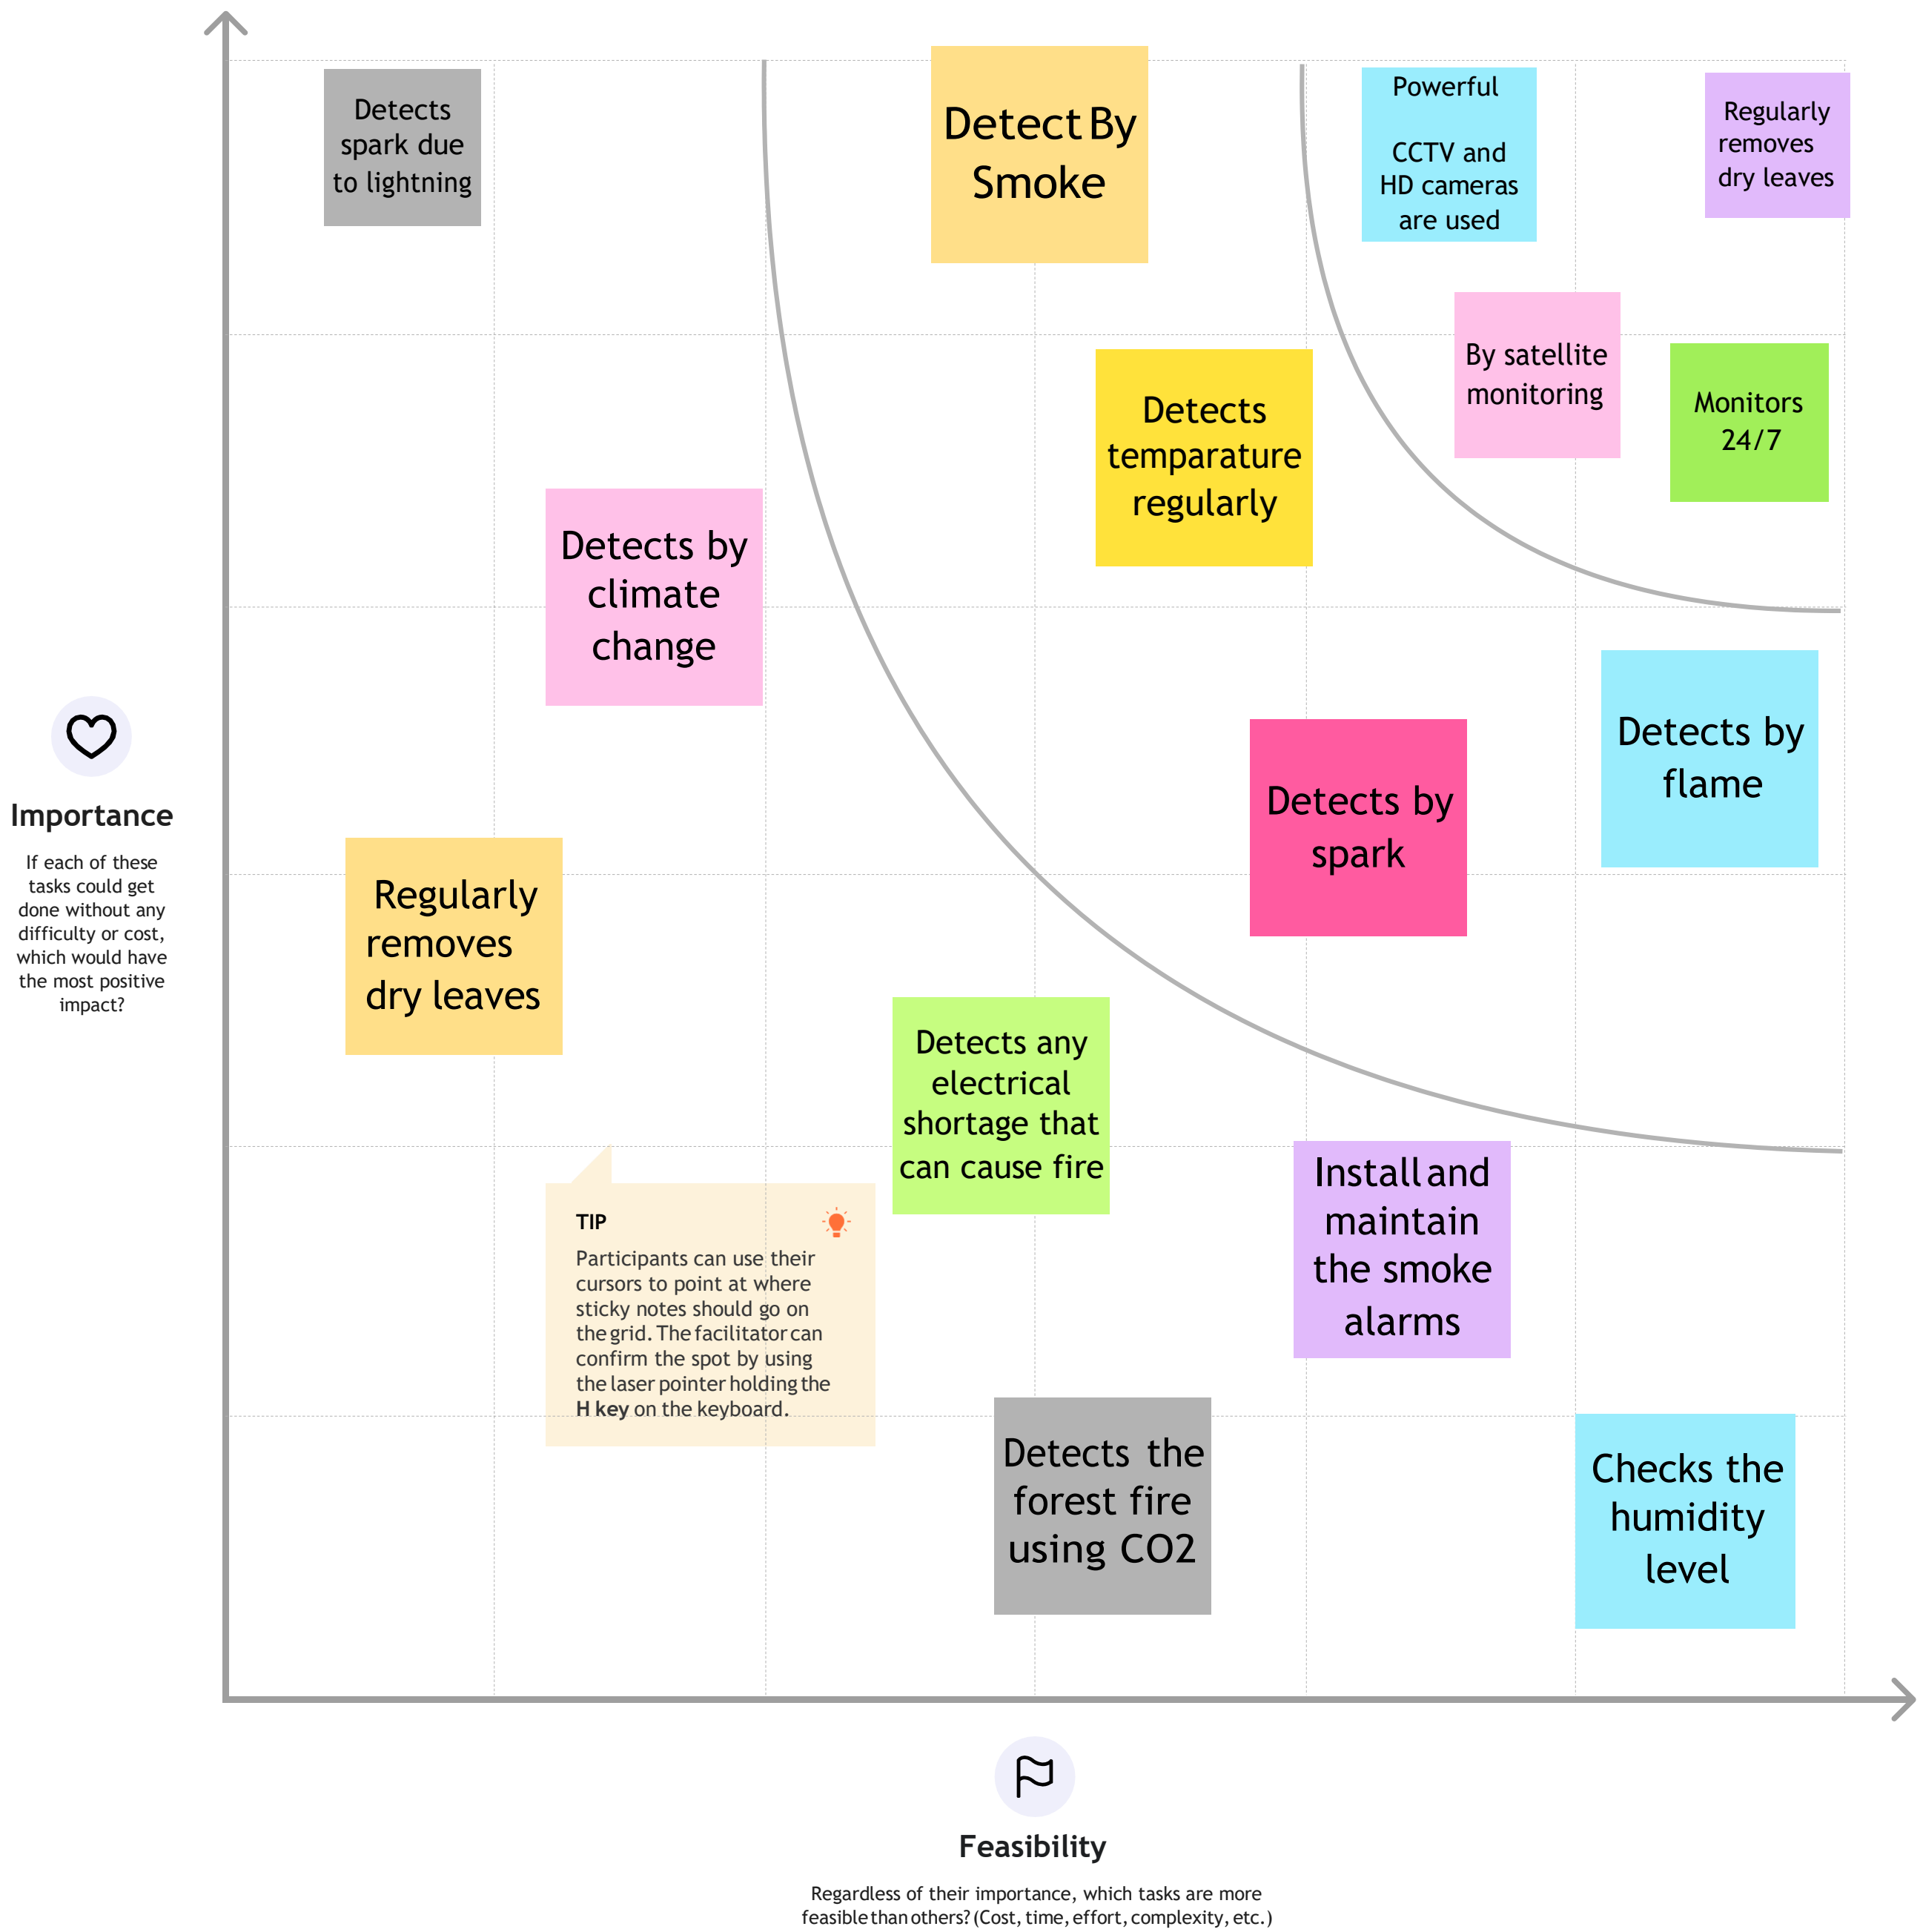 Detects
spark due
to lightning
Detect By
Smoke
Powerful
CCTV and
HD cameras
are used
Regularly
removes
dry leaves
By satellite
monitoring
Monitors
24/7
Detects
temparature
regularly
Detects by
climate
change
Detects by
flame
Detects by
spark
Importance
If each of these
tasks could get
done without any
difficulty or cost,
which would have
the most positive
impact?
Regularly
removes
dry leaves
Detects any
electrical
shortage that
can cause fire
Install and
maintain
the smoke
alarms
TIP
Participants can use their
cursors to point at where
sticky notes should go on
the grid. The facilitator can
confirm the spot by using
the laser pointer holding the
H key on the keyboard.
Detects the
forest fire
using CO2
Checks the
humidity
level
Feasibility
Regardless of their importance, which tasks are more
feasible than others? (Cost, time, effort, complexity, etc.)